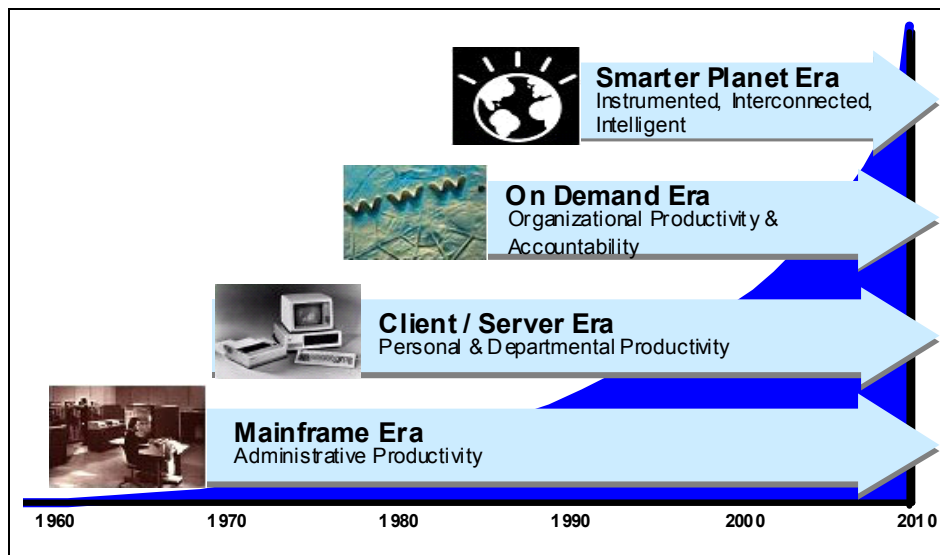 Smarter Planet Era
Instrumented, Interconnected,
Intelligent
www.
On Demand Era
Organizational Productivity &
Accountability
Client / Server Era
Personal & Departmental Productivity
Mainframe Era
Administrative Productivity
1960 1970 1980 1990 2000 2010